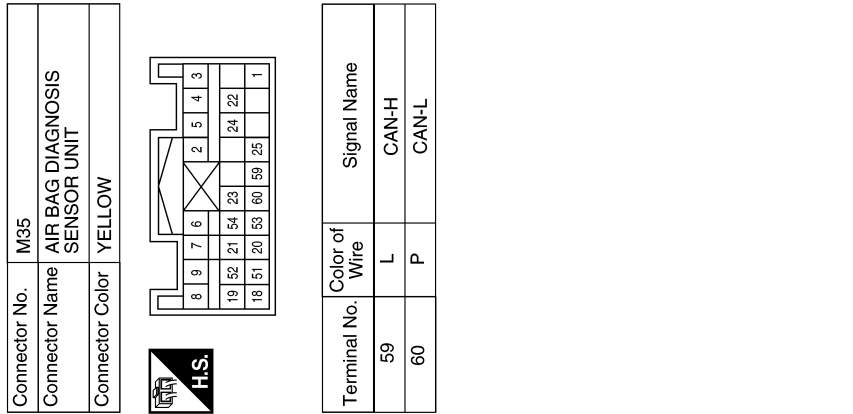 Connector No. M35
Connector Name AIR BAG DIAGNOSIS
SENSOR UNIT
Connector Color YELLOW
H.S.
8 9 7 6 2 5 4 3
19 52 21 54 23 24 22
18 51 20 53 60 59 25 1
Terminal No. Color of Wire Signal Name
59 L CAN-H
60 P CAN-L